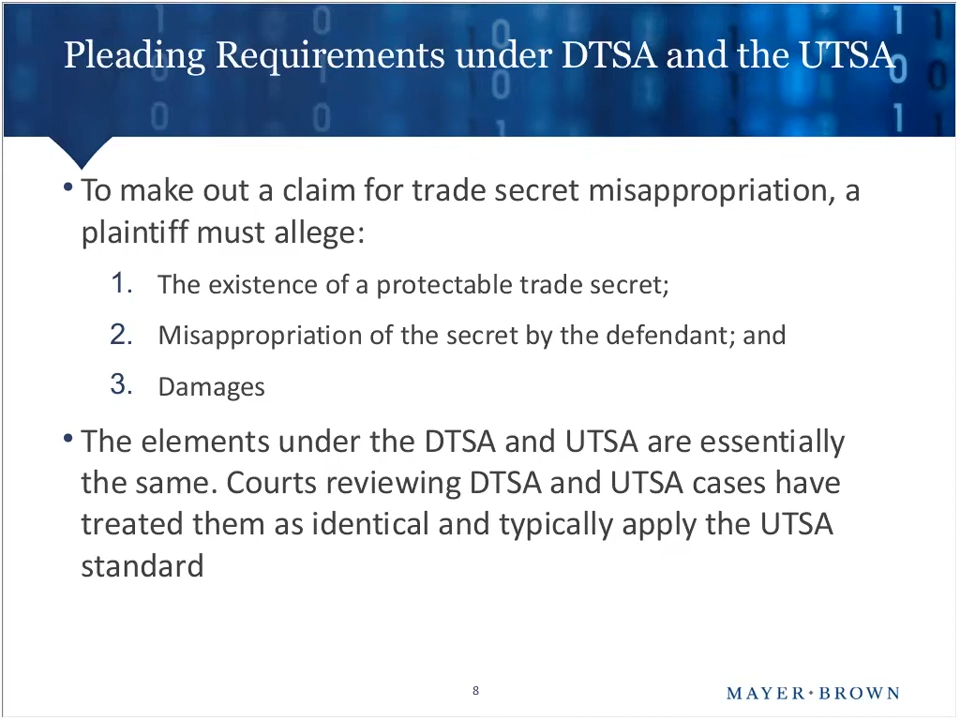 Pleading Requirements under DTSA and the UTSA
• To make out a claim for trade secret misappropriation, a
plaintiff must allege:
1. The existence of a protectable trade secret;
2. Misappropriation of the secret by the defendant; and
3. Damages
• The elements under the DTSA and UTSA are essentially
the same. Courts reviewing DTSA and UTSA cases have
treated them as identical and typically apply the UTSA
standard
8
MAYER•BROWN